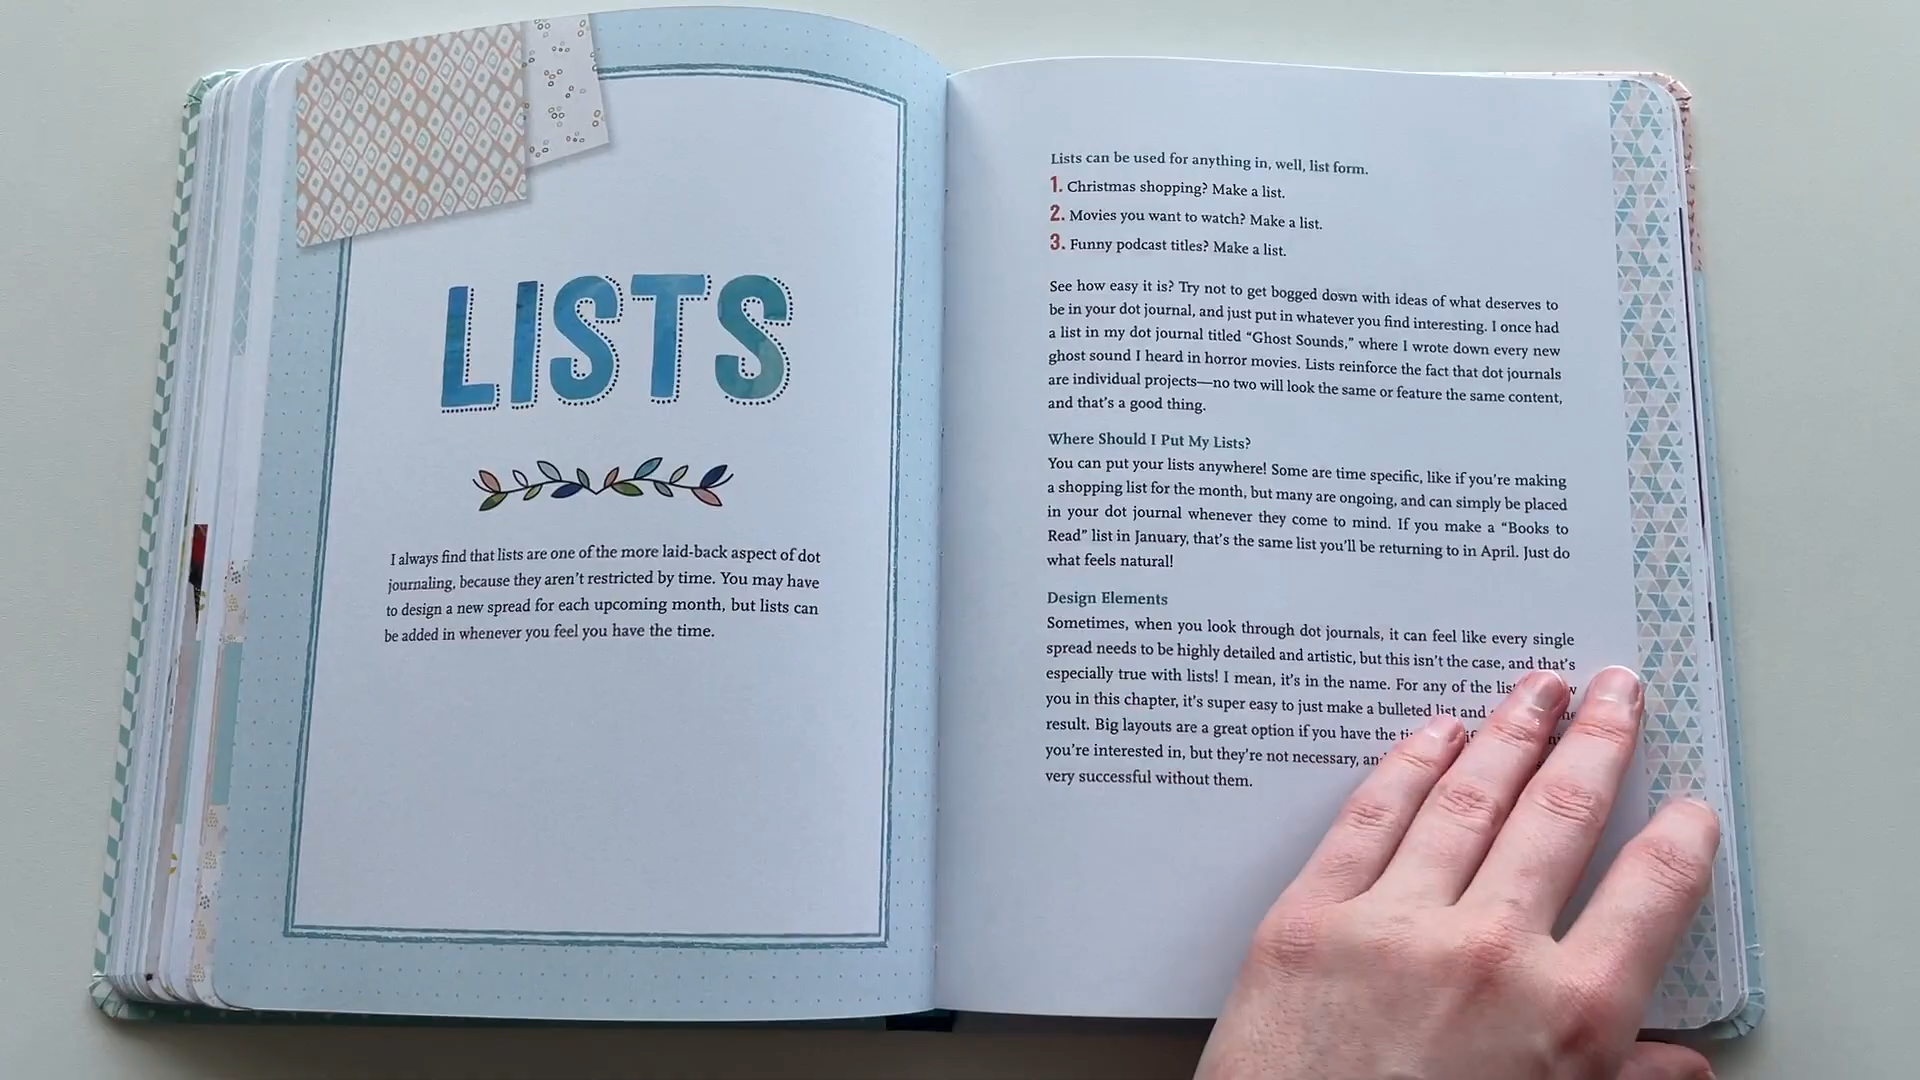 LISTS
I always find that lists are one of the more laid-back aspect of dot
journaling, because they aren't restricted by time. You may have
to design a new spread for each upcoming month, but lists can
be added in whenever you feel you have the time.
Lists can be used for anything in, well, list form.
1. Christmas shopping? Make a list.
2. Movies you want to watch? Make a list.
3. Funny podcast titles? Make a list.
See how easy it is? Try not to get bogged down with ideas of what deserves to
be in your dot journal, and just put in whatever you find interesting. I once had
a list in my dot journal titled “Ghost Sounds,” where I wrote down every new
ghost sound I heard in horror movies. Lists reinforce the fact that dot journals
are individual projects—no two will look the same or feature the same content,
and that's a good thing.
Where Should I Put My Lists?
You can put your lists anywhere! Some are time specific, like if you're making
a shopping list for the month, but many are ongoing, and can simply be placed
in your dot journal whenever they come to mind. If you make a “Books to
Read” list in January, that's the same list you'll be returning to in April. Just do
what feels natural!
Design Elements
Sometimes, when you look through dot journals, it can feel like every single
spread needs to be highly detailed and artistic, but this isn't the case, and that's
especially true with lists! I mean, it's in the name. For any of the
you in this chapter, it's super easy to just make a bulleted list and
result. Big layouts are a great option if you have the
you're interested in, but they're not necessary,
very successful without them.